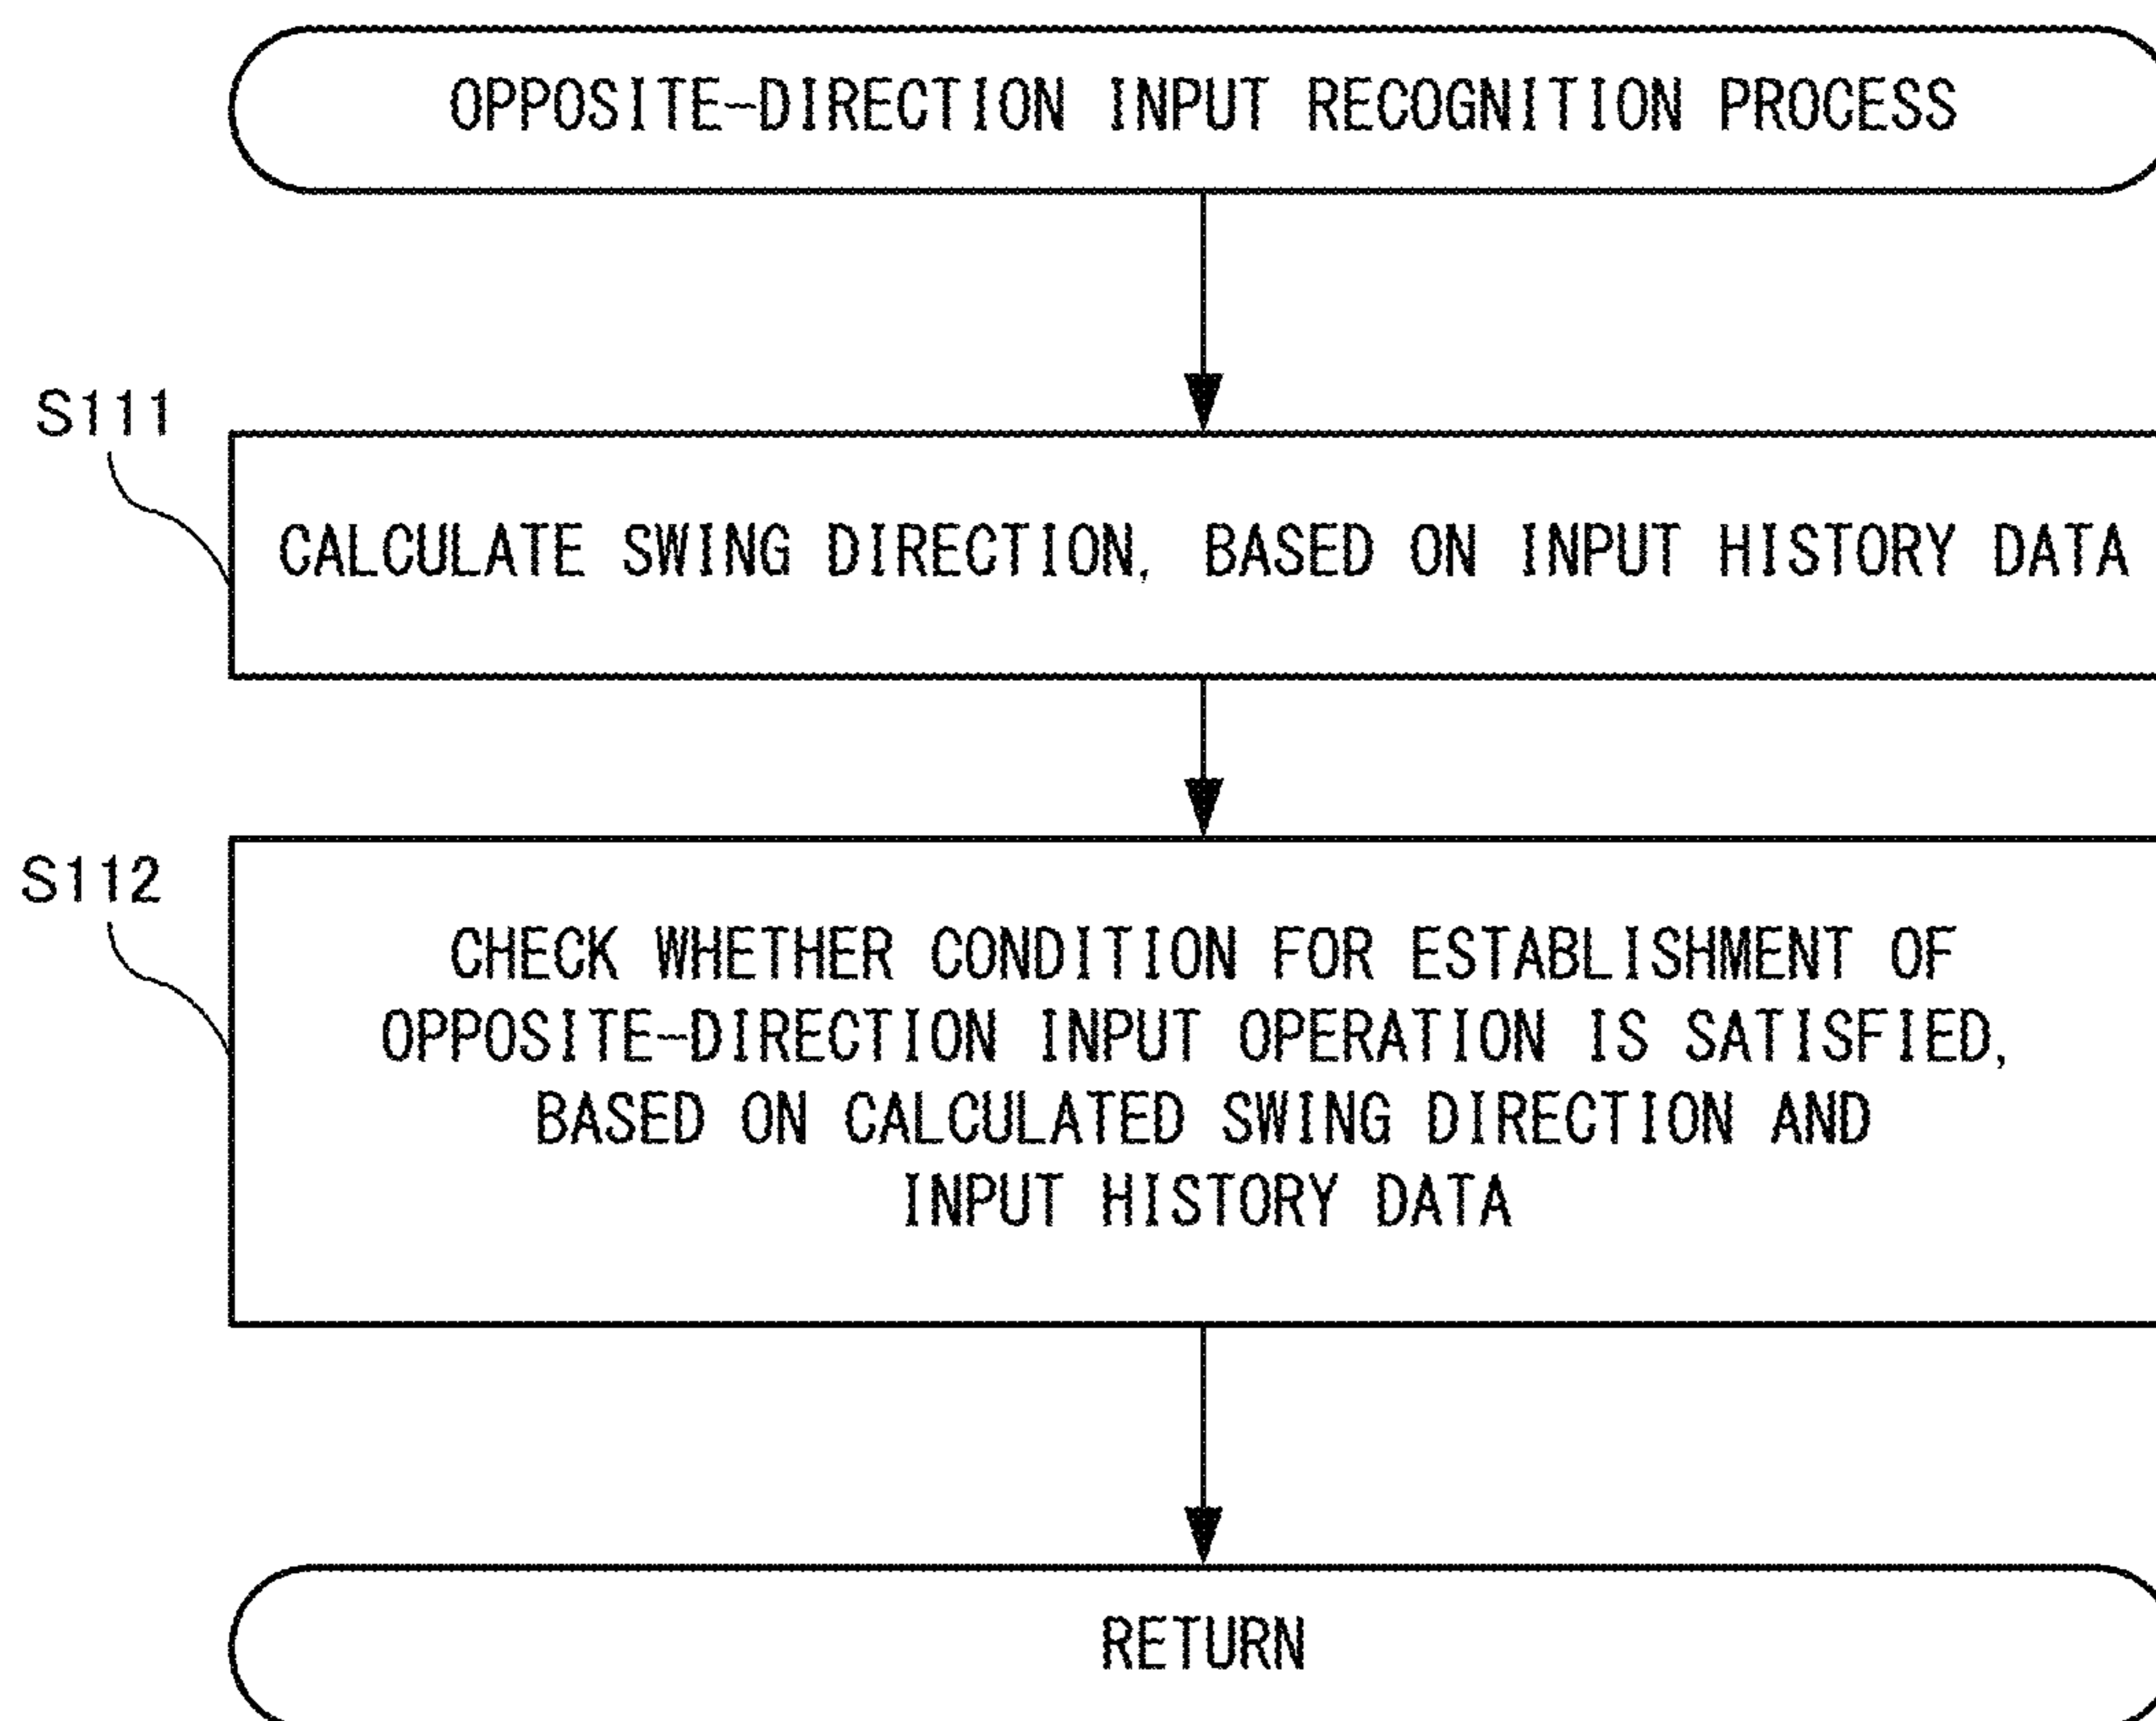 OPPOSITE-DIRECTION INPUT RECOGNITION PROCESS
S111
CALCULATE SWING DIRECTION, BASED ON INPUT HISTORY DATA
S112
CHECK WHETHER CONDITION FOR ESTABLISHMENT OF
OPPOSITE-DIRECTION INPUT OPERATION IS SATISFIED,
BASED ON CALCULATED SWING DIRECTION AND
INPUT HISTORY DATA
RETURN